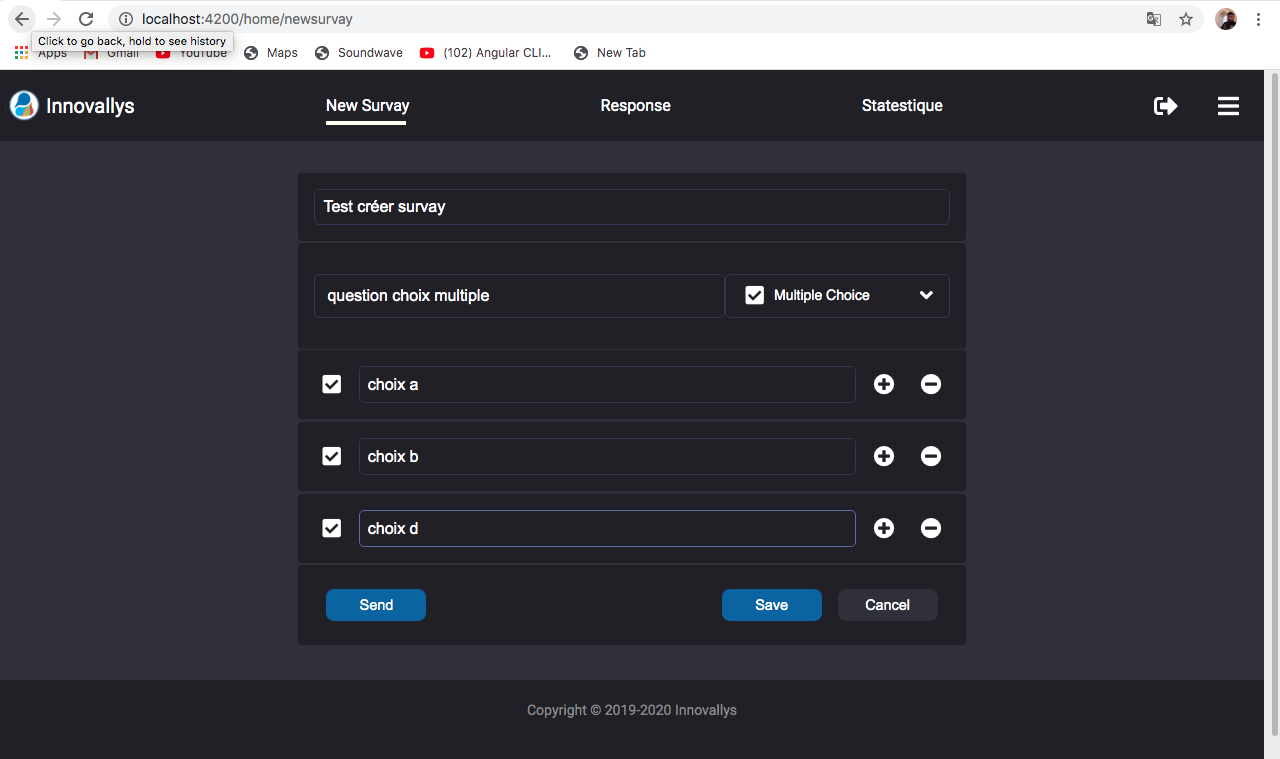 localhost:4200/home/newsurvay
Click to go back, hold to see history
Apps Gmail YouTube Maps Soundwave (102) Angular CLI... New Tab
Innovallys New Survay Response Statestique
Test créer survay
question choix multiple Multiple Choice
choix a
choix b
choix d
Send Save Cancel
Copyright © 2019-2020 Innovallys